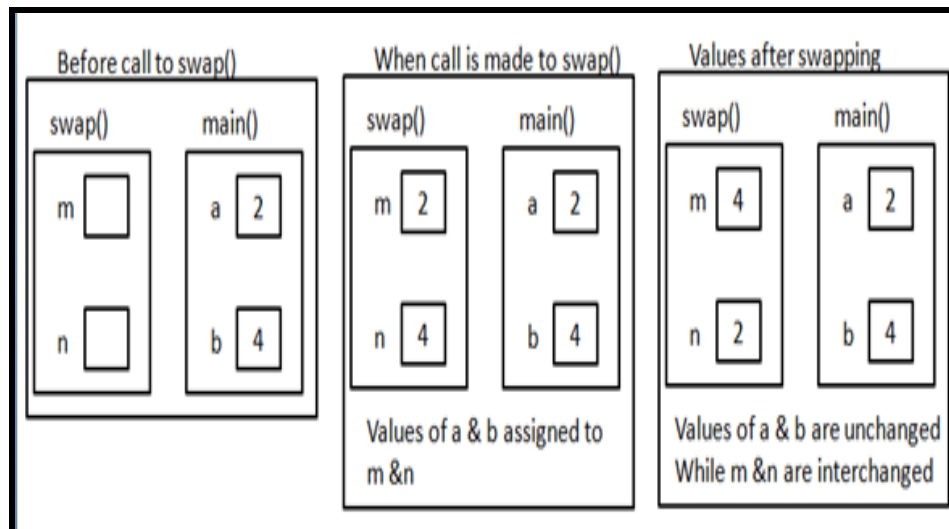 Before call to swap()
swap() main()
m a 2
n b 4
When call is made to swap()
swap() main()
m 2 a 2
n 4 b 4
Values of a & b assigned to
m &n
Values after swapping
swap() main()
m 4 a 2
n 2 b 4
Values of a & b are unchanged
While m &n are interchanged